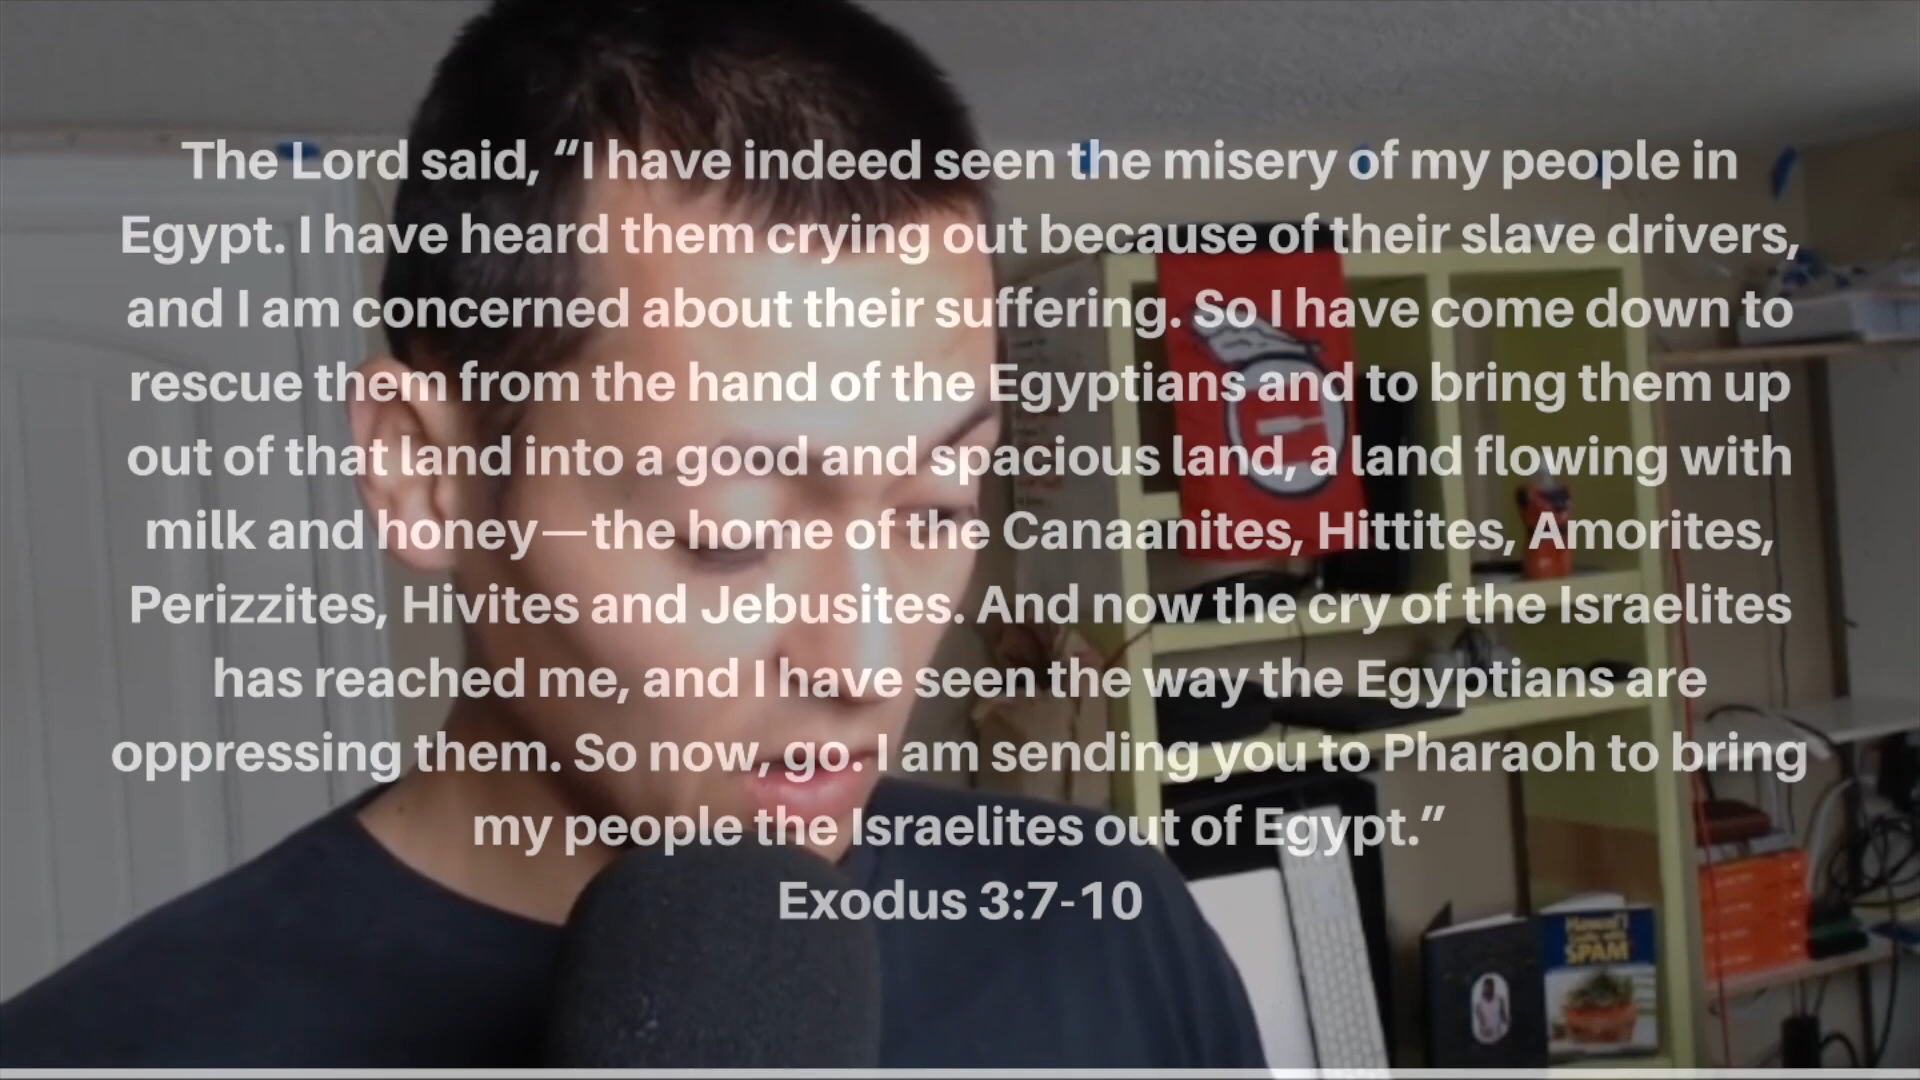 The Lord said, “I have indeed seen the misery of my people in
Egypt. I have heard them crying out because of their slave drivers,
and I am concerned about their suffering. So I have come down to
rescue them from the hand of the Egyptians and to bring them up
out of that land into a good and spacious land, a land flowing with
milk and honey—the home of the Canaanites, Hittites, Amorites,
Perizzites, Hivites and Jebusites. And now the cry of the Israelites
has reached me, and I have seen the way the Egyptians are
oppressing them. So now, go. I am sending you to Pharaoh to bring
my people the Israelites out of Egypt.”
Exodus 3:7-10
SPAM